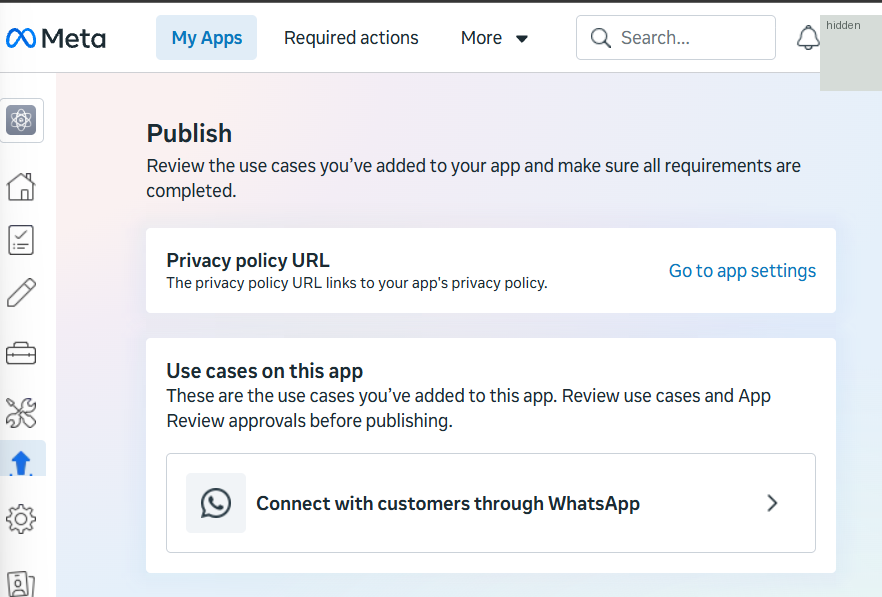 Meta
My Apps
Required actions
More
Search...
hidden
Publish
Review the use cases you’ve added to your app and make sure all requirements are
completed.
Privacy policy URL
The privacy policy URL links to your app's privacy policy.
Go to app settings
Use cases on this app
These are the use cases you’ve added to this app. Review use cases and App
Review approvals before publishing.
Connect with customers through WhatsApp